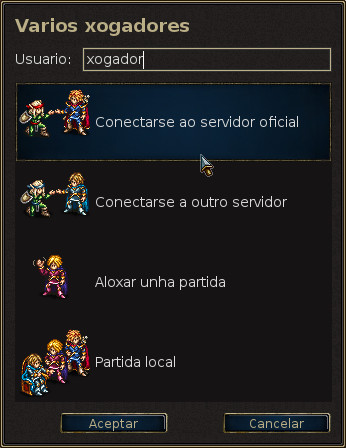 Varios xogadores
Usuario: xogador
Conectarse ao servidor oficial
Conectarse a outro servidor
Aloxar unha partida
Partida local
Aceptar Cancelar